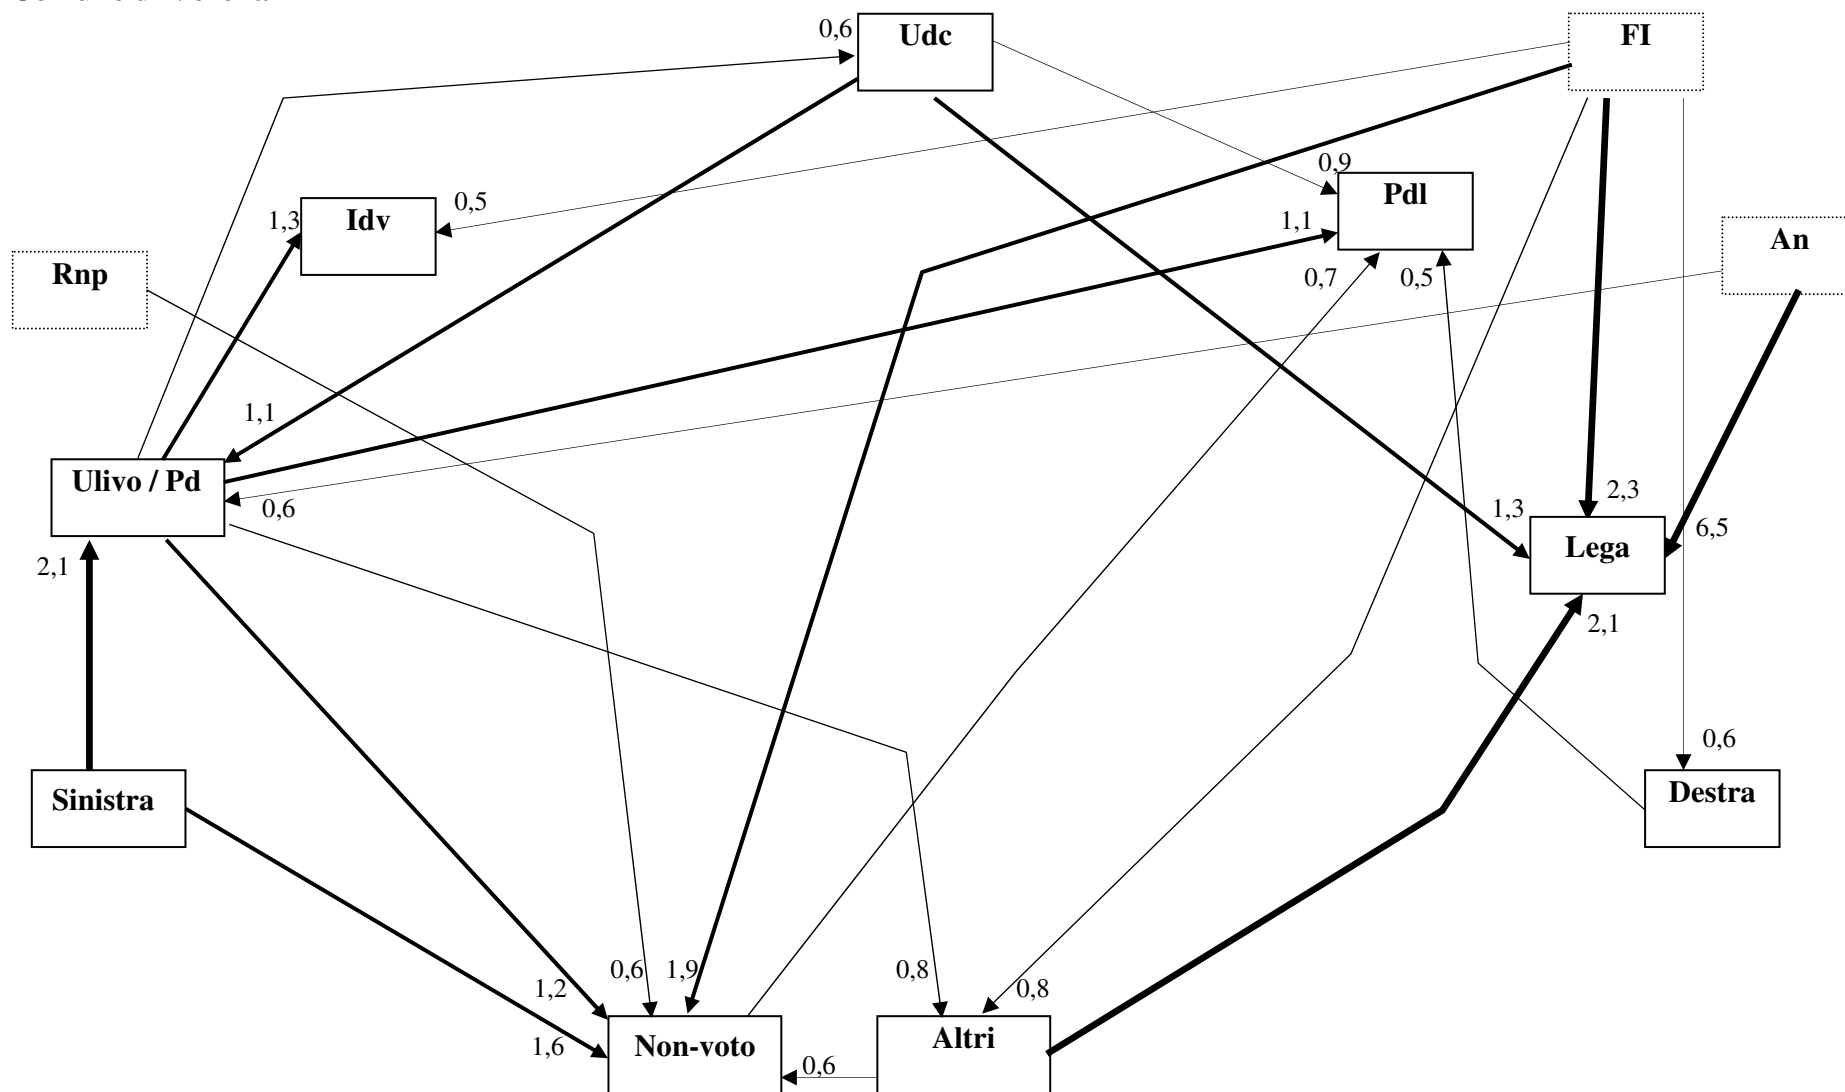 0,6
Udc
FI
0,9
Pdl
Idv
0,5
1,3
1,1
An
Rnp
0,7
0,5
1,1
Ulivo / Pd
0,6
2,3
1,3
6,5
Lega
2,1
2,1
0,6
Sinistra
Destra
0,6
1,9
0,8
0,8
1,2
1,6
Non-voto
Altri
0,6